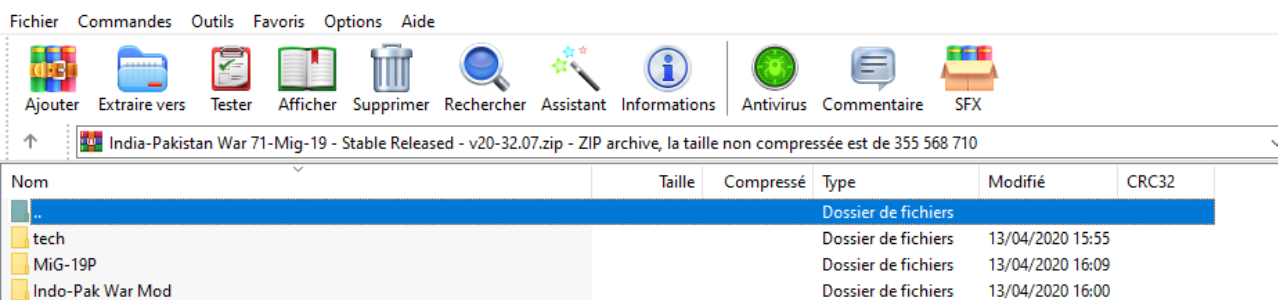 Fichier Commandes Outils Favoris Options Aide
Ajouter Extraire vers Tester Afficher Supprimer Rechercher Assistant Informations Antivirus Commentaire SFX
India-Pakistan War 71-Mig-19 - Stable Released - v20-32.07.zip - ZIP archive, la taille non compressée est de 355 568 710
Nom Taille Compressé Type Modifié CRC32
.. Dossier de fichiers
tech Dossier de fichiers 13/04/2020 15:55
MiG-19P Dossier de fichiers 13/04/2020 16:09
Indo-Pak War Mod Dossier de fichiers 13/04/2020 16:00